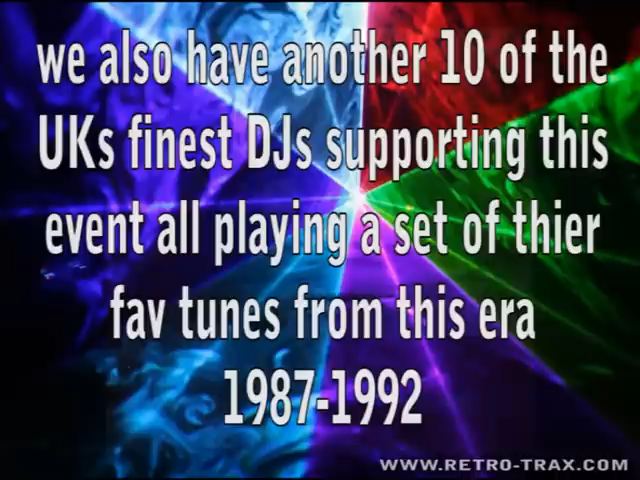 we also have another 10 of the
UKs finest DJs supporting this
event all playing a set of thier
fav tunes from this era
1987-1992
WWW.RETRO-TRAX.COM